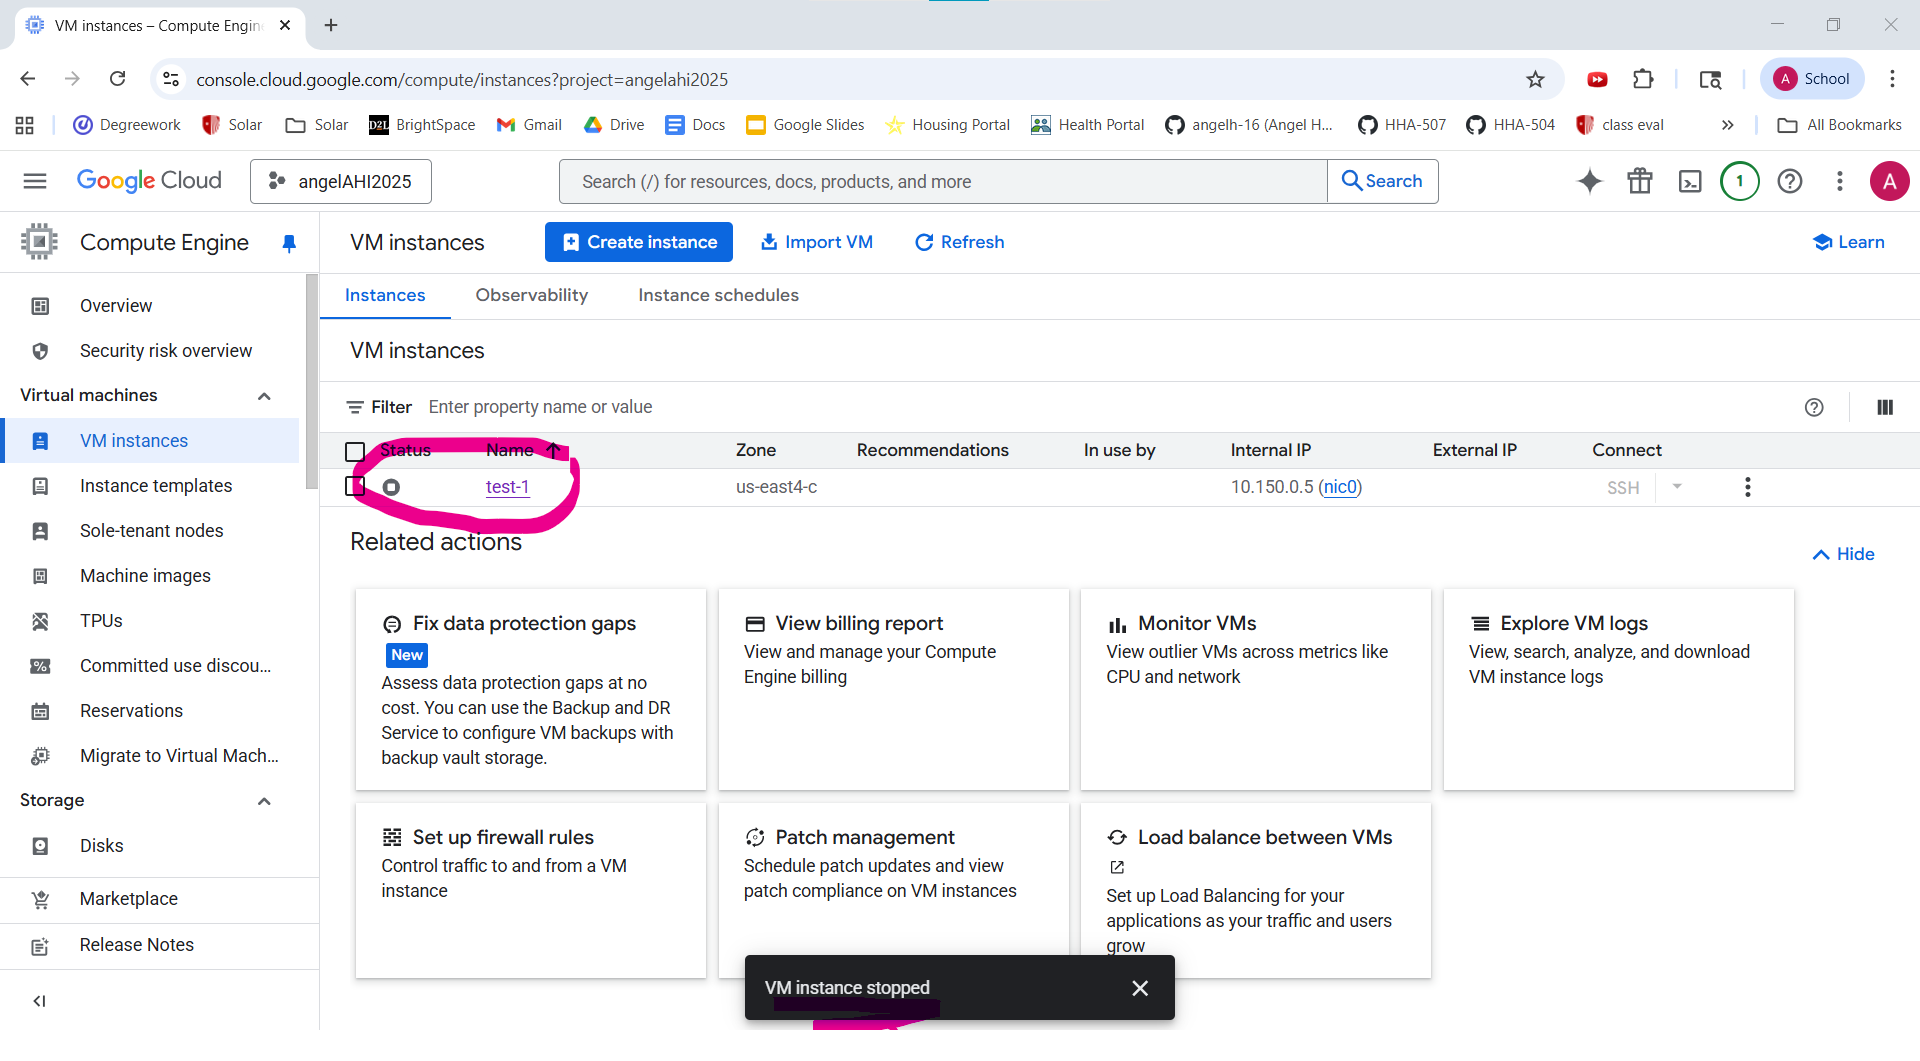 VM instances – Compute Engin
console.cloud.google.com/compute/instances?project=angelahi2025
A School
Degreework
Solar
Solar
D2L BrightSpace
Gmail
Drive
Docs
Google Slides
Housing Portal
Health Portal
angelh-16 (Angel H...
HHA-507
HHA-504
class eval
All Bookmarks
Google Cloud
angelAHI2025
Search (/) for resources, docs, products, and more
Search
1
A
Compute Engine
VM instances
Create instance
Import VM
Refresh
Learn
Overview
Security risk overview
Virtual machines
VM instances
Instance templates
Sole-tenant nodes
Machine images
TPUs
Committed use discou...
Reservations
Migrate to Virtual Mach...
Storage
Disks
Marketplace
Release Notes
Instances
Observability
Instance schedules
VM instances
Filter Enter property name or value
Status Name Zone Recommendations In use by Internal IP External IP Connect
test-1 us-east4-c 10.150.0.5 (nic0) SSH
Related actions
Hide
Fix data protection gaps
New
Assess data protection gaps at no
cost. You can use the Backup and DR
Service to configure VM backups with
backup vault storage.
View billing report
View and manage your Compute
Engine billing
Monitor VMs
View outlier VMs across metrics like
CPU and network
Explore VM logs
View, search, analyze, and download
VM instance logs
Set up firewall rules
Control traffic to and from a VM
instance
Patch management
Schedule patch updates and view
patch compliance on VM instances
Load balance between VMs
Set up Load Balancing for your
applications as your traffic and users
grow
VM instance stopped